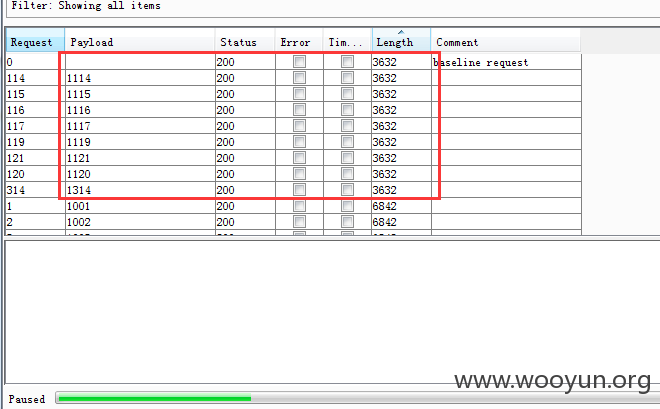 Filter: Showing all items
Request Payload Status Error Tim... Length Comment
0 200 3632 baseline request
114 1114 200 3632
115 1115 200 3632
116 1116 200 3632
117 1117 200 3632
119 1119 200 3632
121 1121 200 3632
120 1120 200 3632
314 1314 200 3632
1 1001 200 6842
2 1002 200 6842
www.wooyun.org
Paused